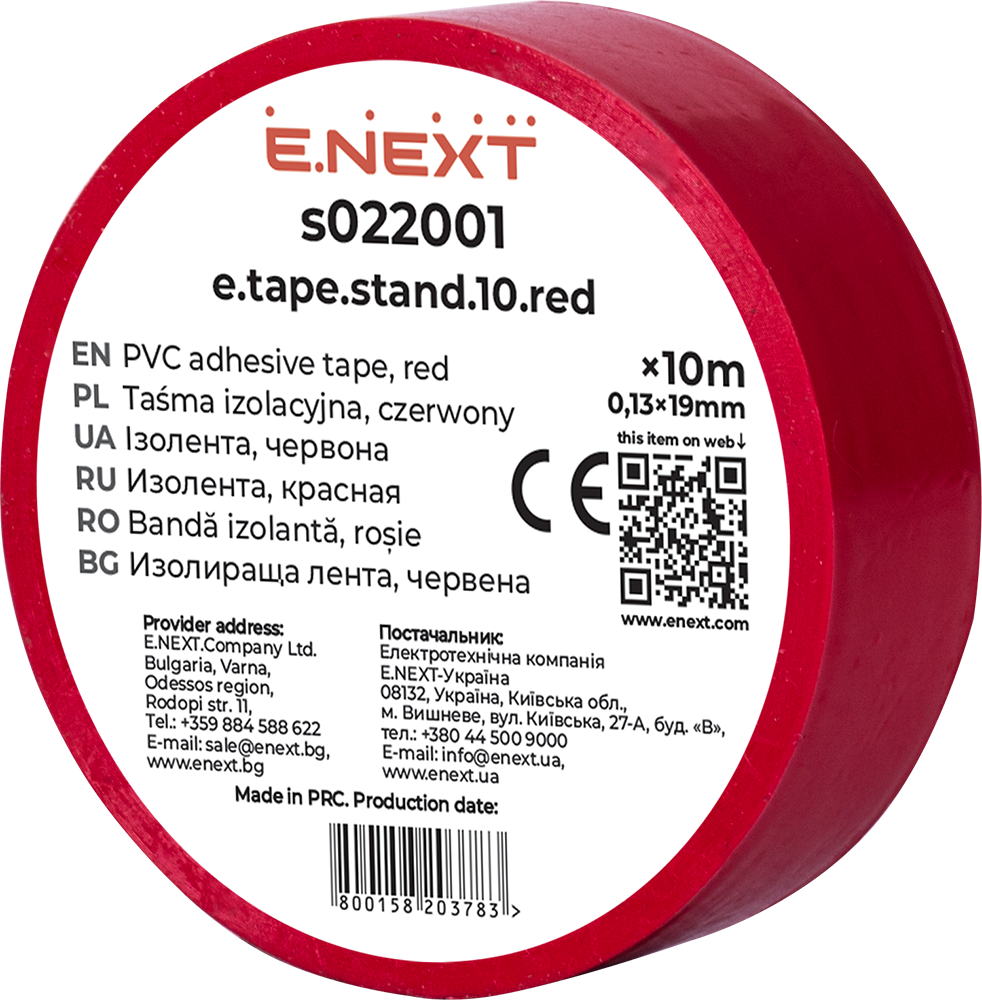 E.NEXT
s022001
e.tape.stand.10.red
EN PVC adhesive tape, red
PL Taśma izolacyjna, czerwony
UA Ізолента, червона
RU Изолента, красная
RO Bandă izolantă, roșie
BG Изолираща лента, червена
×10m
0,13×19mm
this item on web↓
CE
www.enext.com
Provider address:
E.NEXT.Company Ltd.
Bulgaria, Varna,
Odessos region,
Rodopi str. 11,
Tel.: +359 884 588 622
E-mail: sale@enext.bg,
www.enext.bg
Постачальник:
Електротехнічна компанія
E.NEXT-Україна
08132, Україна, Київська обл.,
м. Вишневе, вул. Київська, 27-А, буд. «В»,
тел.: +380 44 500 9000
E-mail: info@enext.ua,
www.enext.ua
Made in PRC. Production date:
800158 203783 >